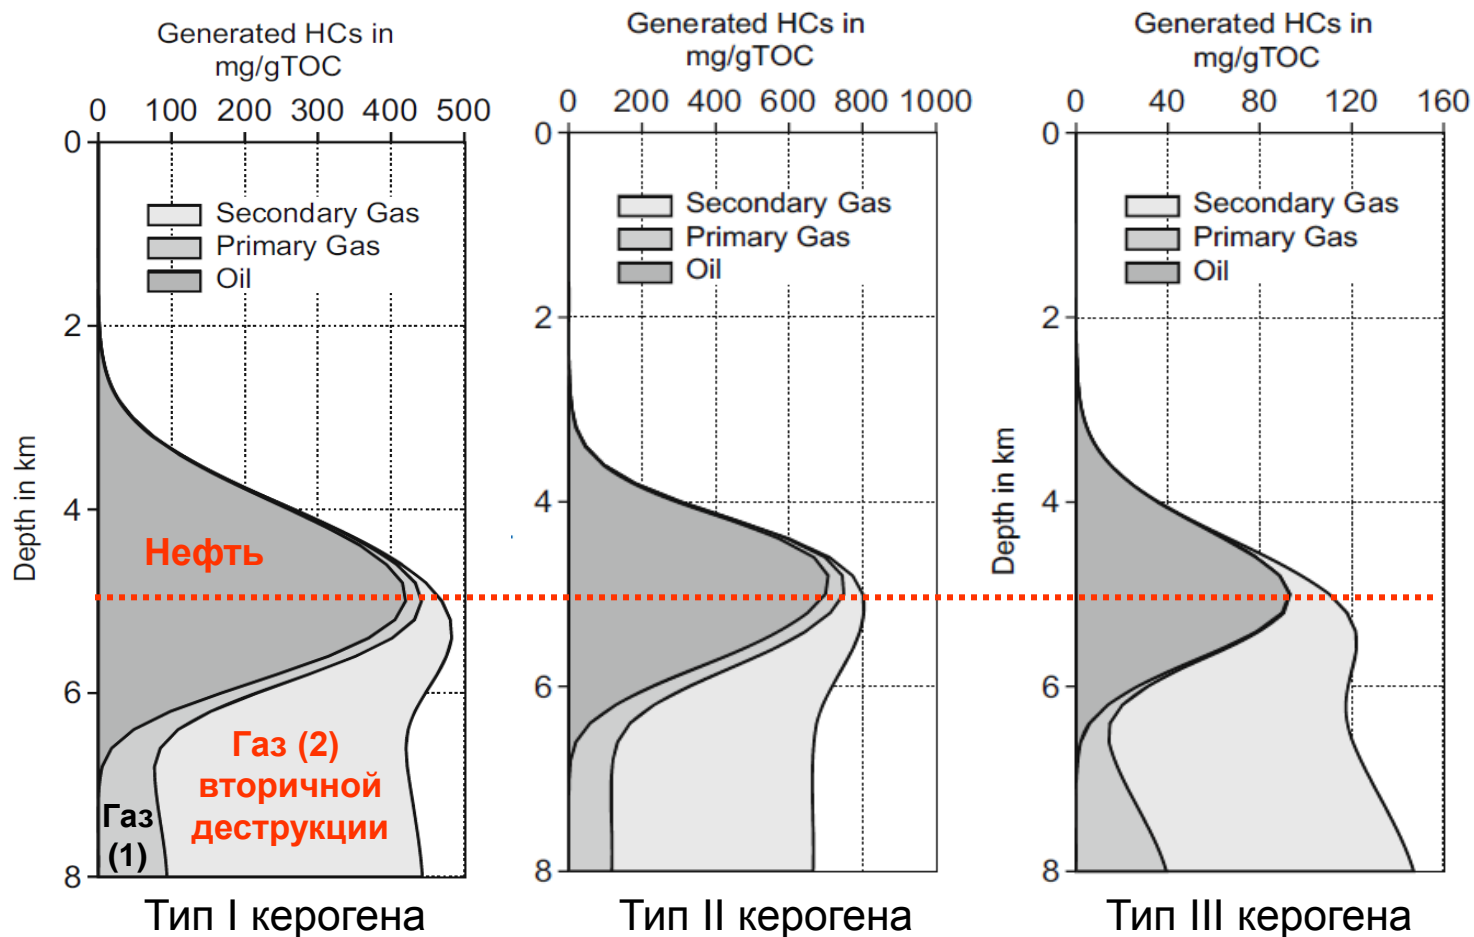 Generated HCs in
mg/gTOC
0 100 200 300 400 500
0
2
4
6
8
Depth in km
Secondary Gas
Primary Gas
Oil
Нефть
Газ (2)
вторичной
деструкции
Газ
(1)
Тип I керогена
Generated HCs in
mg/gTOC
0 200 400 600 800 1000
0
2
4
6
8
Secondary Gas
Primary Gas
Oil
Тип II керогена
Generated HCs in
mg/gTOC
0 40 80 120 160
0
2
4
6
8
Depth in km
Secondary Gas
Primary Gas
Oil
Тип III керогена